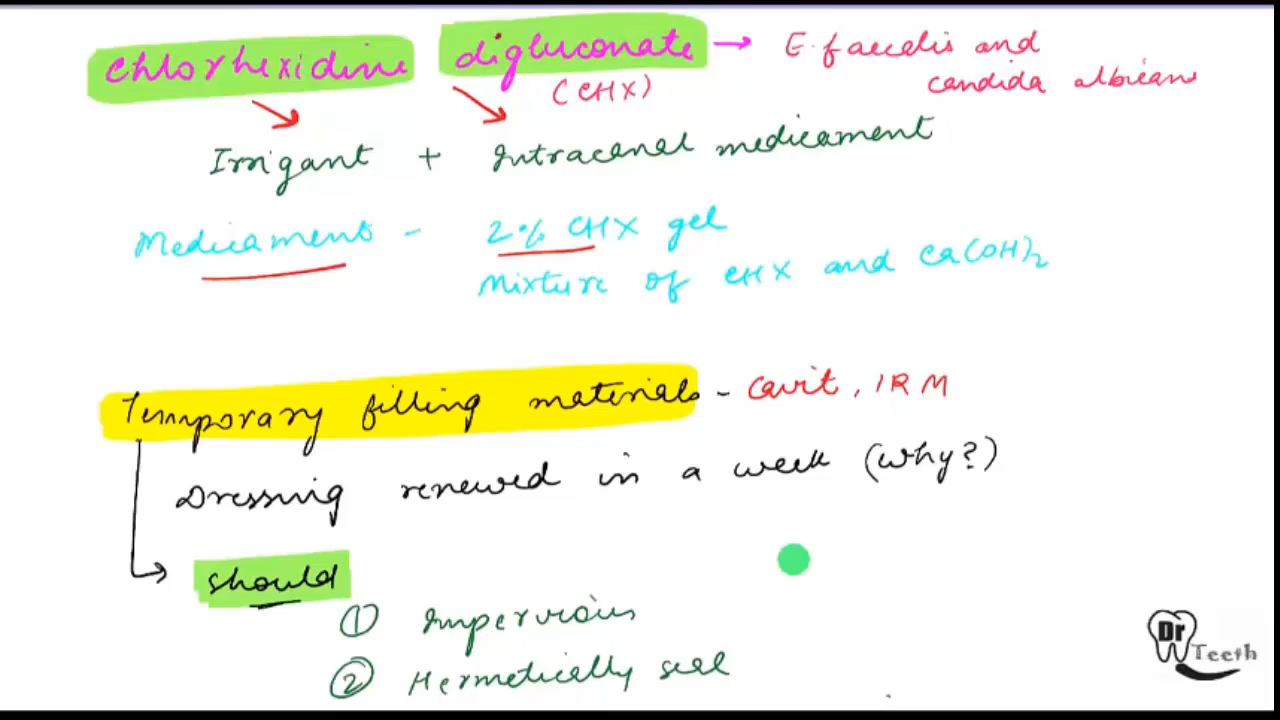 Chlorhexidine digluconate → E. faecalis and
(CHX) candida albicans
Irrigant + Intracanal medicament
Medicaments - 2% CHX gel
Mixture of CHX and Ca(OH)2
Temporary filling materials - Cavit, IRM
Dressing renewed in a week (why?)
should
① Impervious
② Hermetically seal
Dr
Teeth